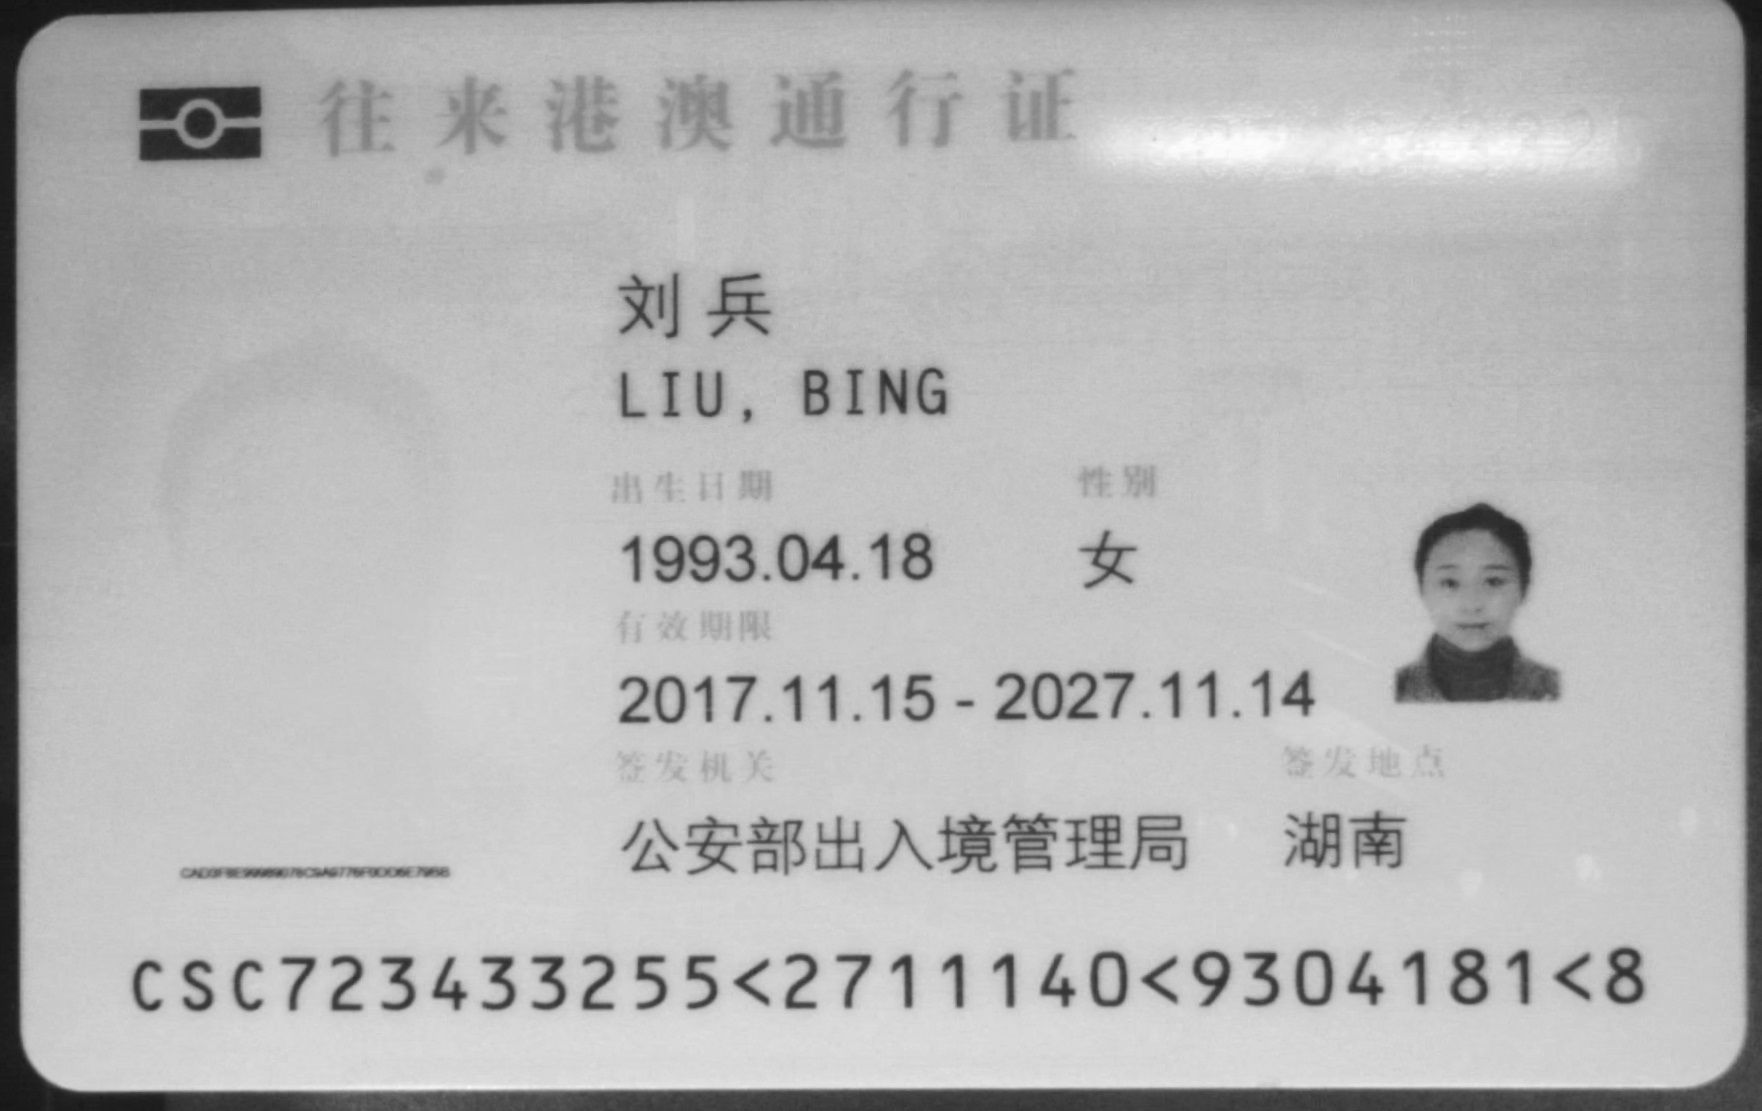 往来港澳通行证
刘兵
LIU, BING
出生日期 性别
1993.04.18 女
有效期限
2017.11.15 - 2027.11.14
签发机关 签发地点
公安部出入境管理局 湖南
CSC723433255<2711140<9304181<8